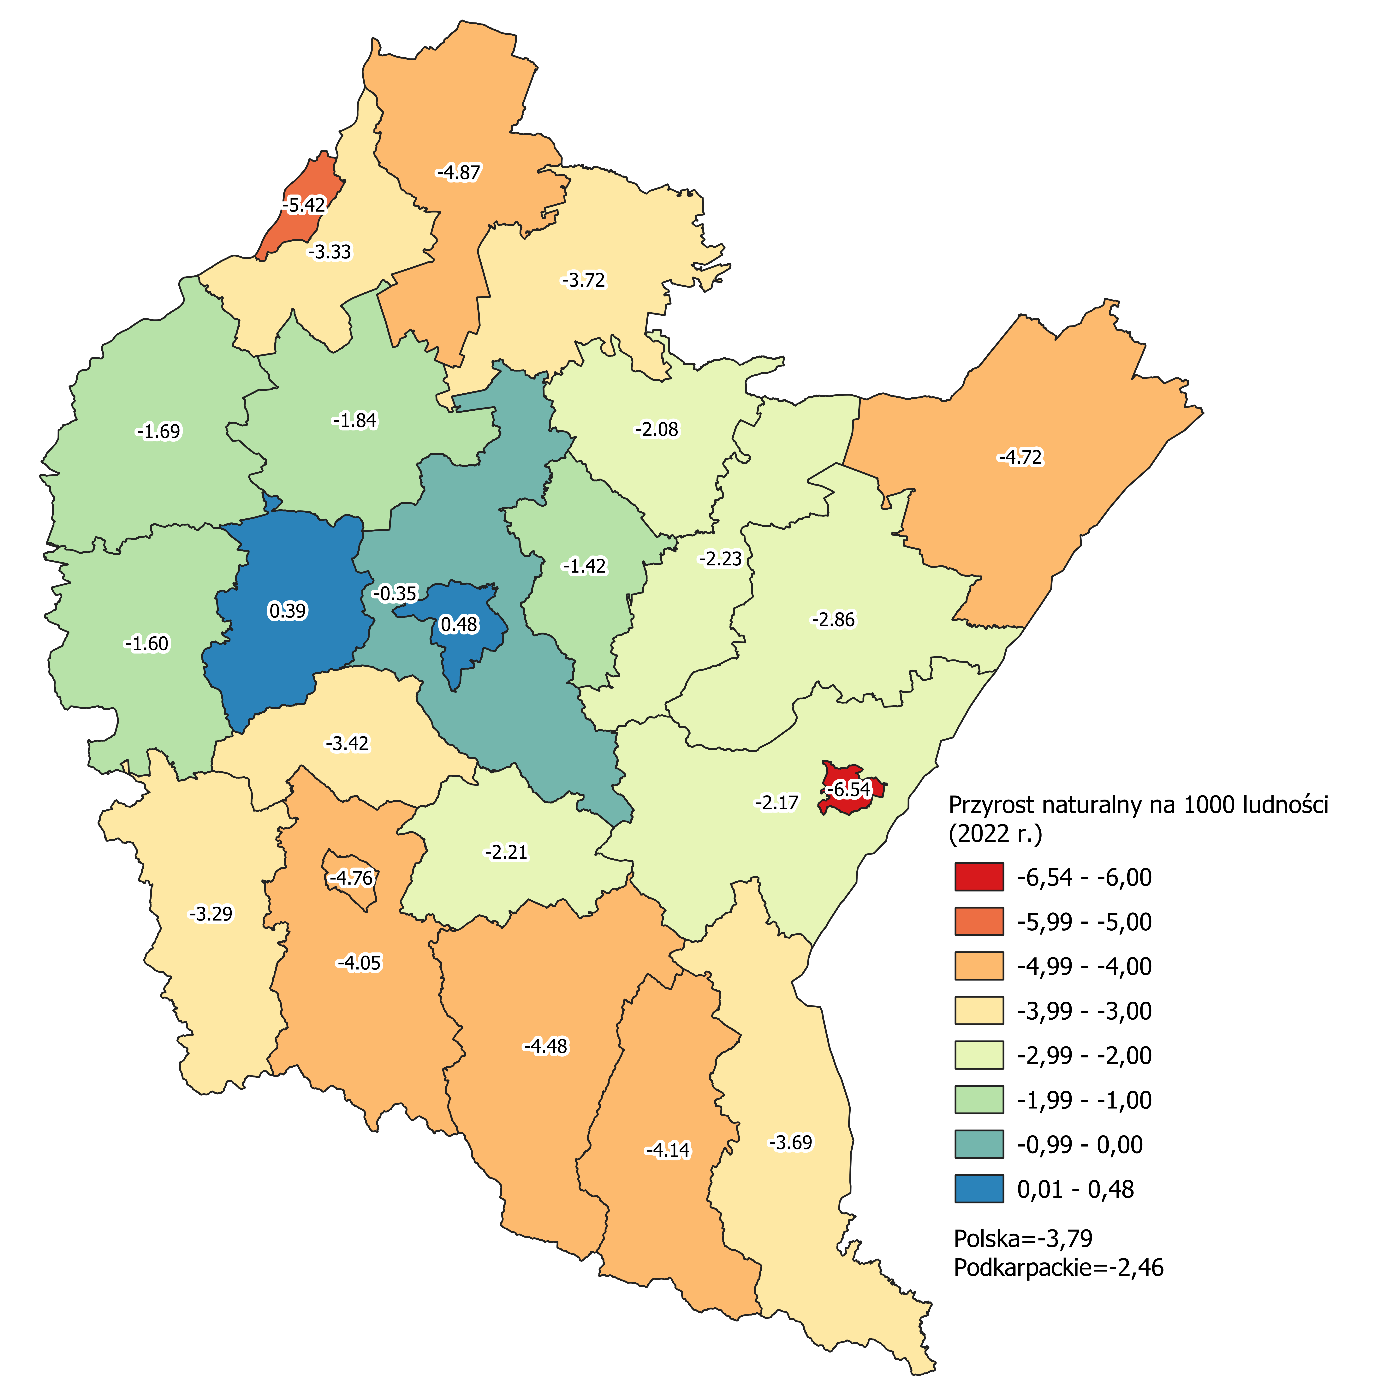 -4.87
-5.42
-3.33
-3.72
-1.69
-1.84
-2.08
-4.72
-2.23
-1.42
-0.35
0.39
0.48
-2.86
-1.60
-3.42
-2.17
-6.54
-2.21
-4.76
-3.29
-4.05
-4.48
-4.14
-3.69
Przyrost naturalny na 1000 ludności
(2022 r.)
-6,54 - -6,00
-5,99 - -5,00
-4,99 - -4,00
-3,99 - -3,00
-2,99 - -2,00
-1,99 - -1,00
-0,99 - 0,00
0,01 - 0,48
Polska=-3,79
Podkarpackie=-2,46